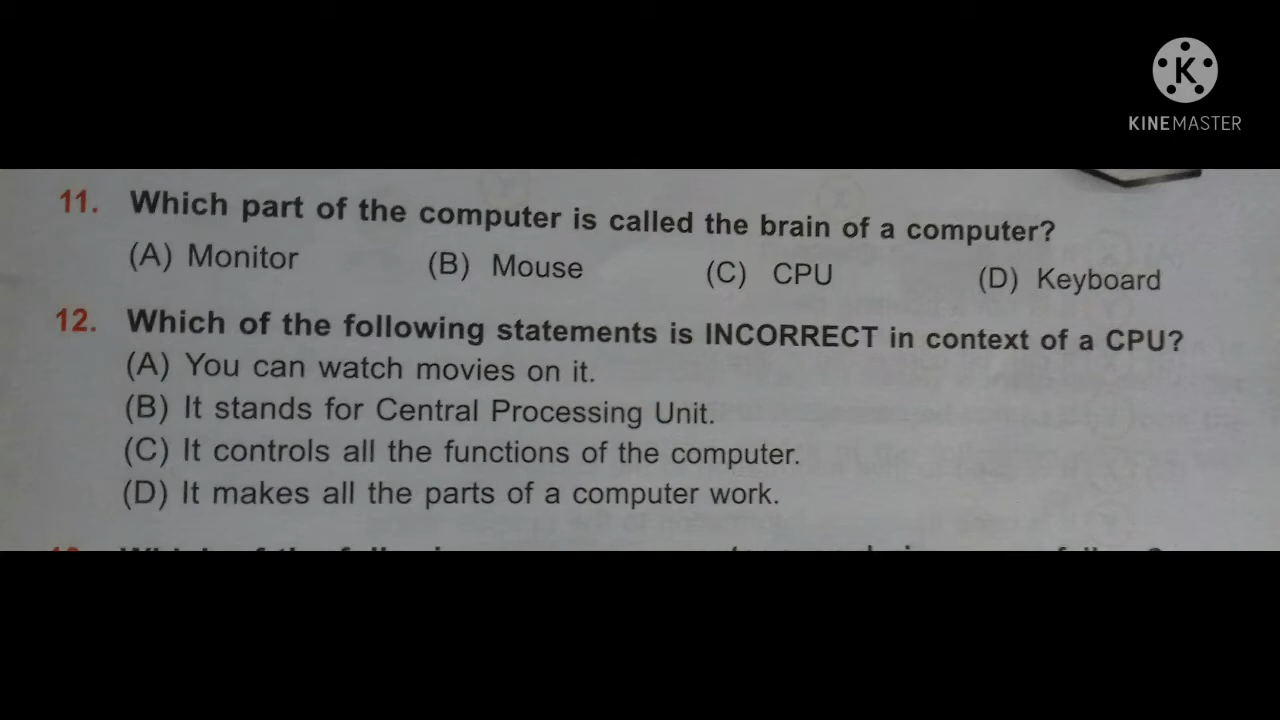 K
KINEMASTER
11. Which part of the computer is called the brain of a computer?
(A) Monitor (B) Mouse (C) CPU (D) Keyboard
12. Which of the following statements is INCORRECT in context of a CPU?
(A) You can watch movies on it.
(B) It stands for Central Processing Unit.
(C) It controls all the functions of the computer.
(D) It makes all the parts of a computer work.